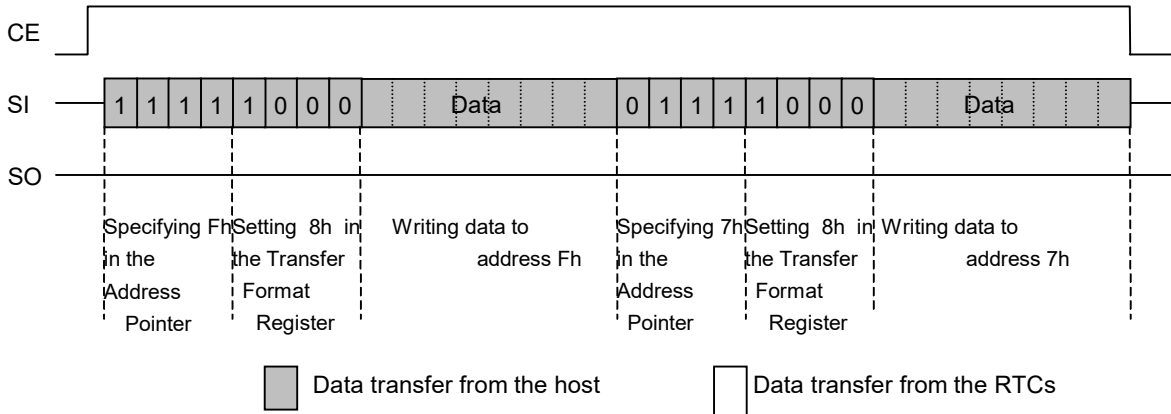 CE
SI 1 1 1 1 1 0 0 0 Data 0 1 1 1 1 0 0 0 Data
SO
Specifying Fh Setting 8h in Writing data to Specifying 7h Setting 8h in Writing data to
in the the Transfer address Fh in the the Transfer address 7h
Address Format Address Format
Pointer Register Pointer Register
Data transfer from the host Data transfer from the RTCs